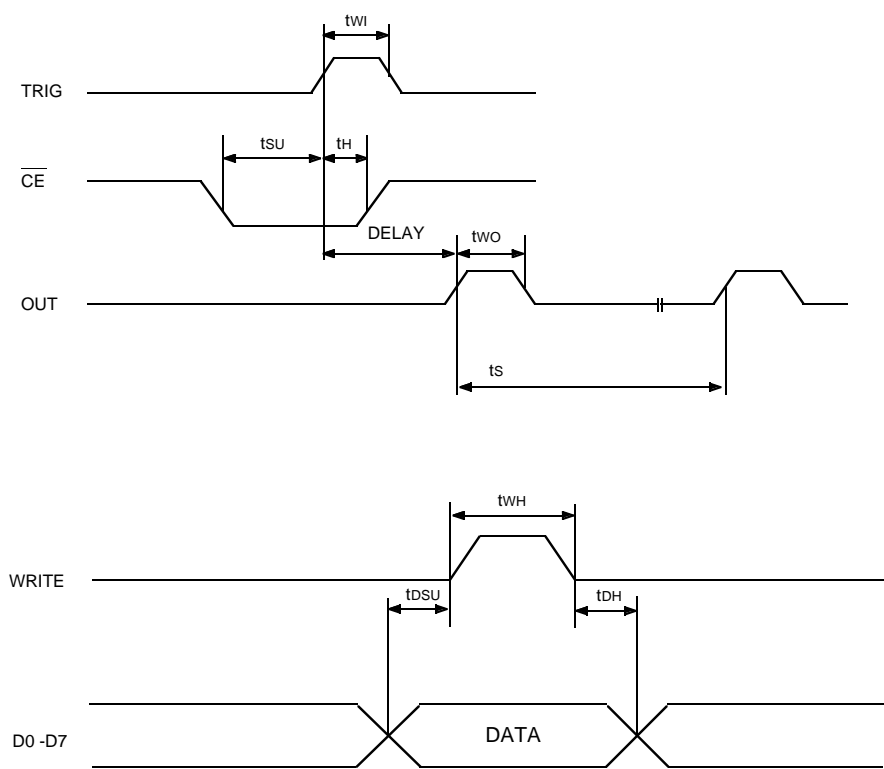 tWI
TRIG
tSU
tH
CE
DELAY
tWO
OUT
tS
tWH
WRITE
tDSU
tDH
D0 -D7
DATA